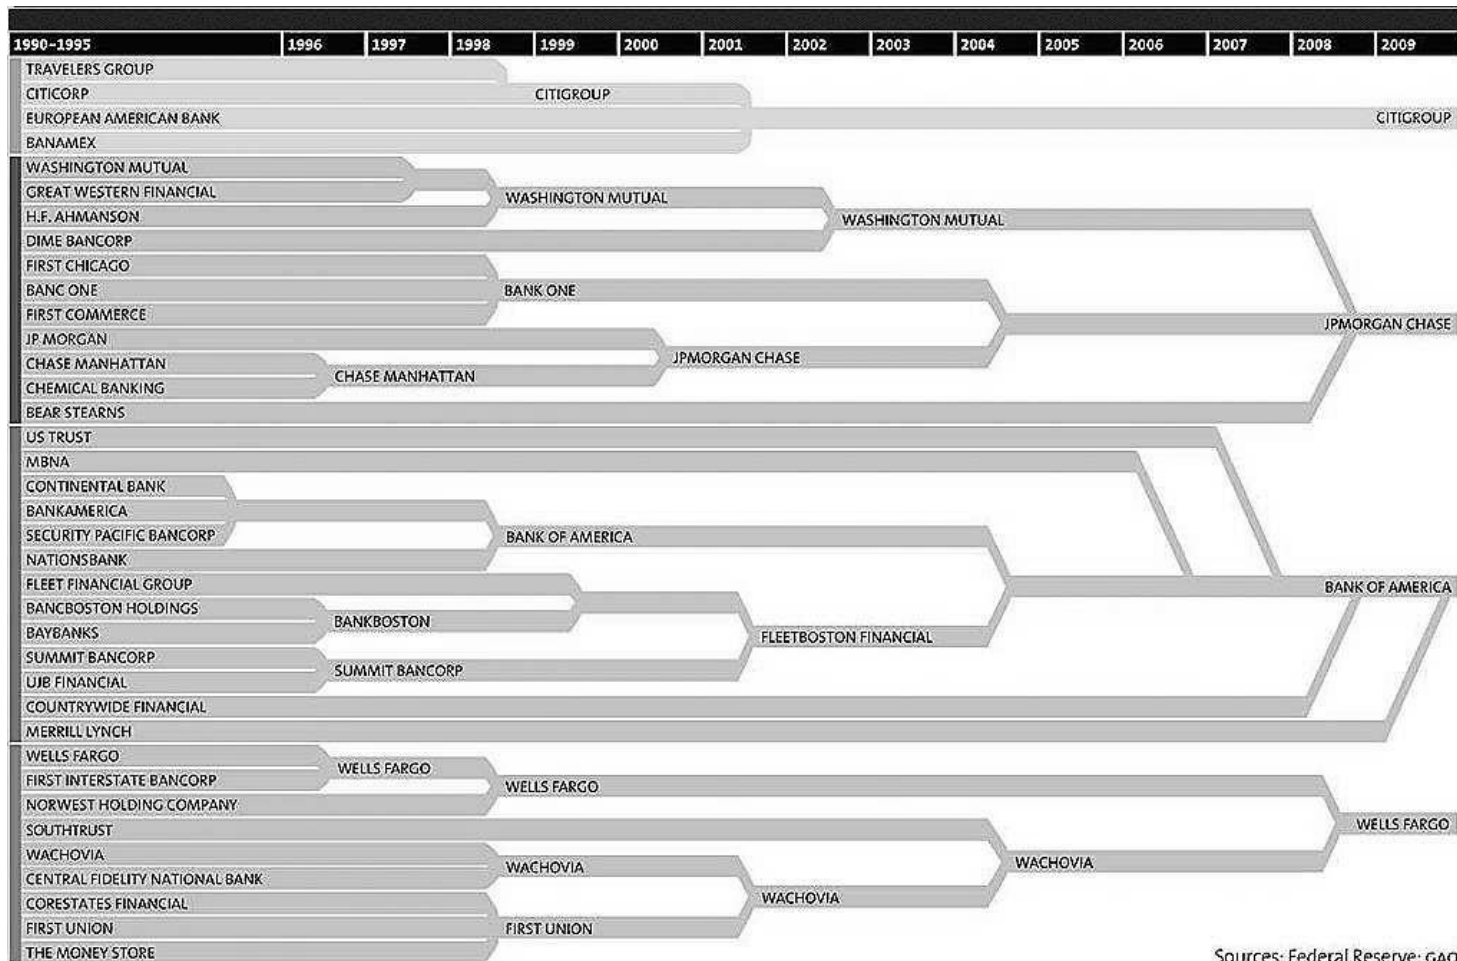 1990–1995 1996 1997 1998 1999 2000 2001 2002 2003 2004 2005 2006 2007 2008 2009
TRAVELERS GROUP
CITICORP CITIGROUP
EUROPEAN AMERICAN BANK CITIGROUP
BANAMEX
WASHINGTON MUTUAL
GREAT WESTERN FINANCIAL WASHINGTON MUTUAL
H.F. AHMANSON WASHINGTON MUTUAL
DIME BANCORP
FIRST CHICAGO
BANC ONE BANK ONE
FIRST COMMERCE JPMORGAN CHASE
JP MORGAN JPMORGAN CHASE
CHASE MANHATTAN CHASE MANHATTAN
CHEMICAL BANKING
BEAR STEARNS
US TRUST
MBNA
CONTINENTAL BANK
BANKAMERICA
SECURITY PACIFIC BANCORP BANK OF AMERICA
NATIONSBANK
FLEET FINANCIAL GROUP BANK OF AMERICA
BANCBOSTON HOLDINGS BANKBOSTON
BAYBANKS FLEETBOSTON FINANCIAL
SUMMIT BANCORP SUMMIT BANCORP
UJB FINANCIAL
COUNTRYWIDE FINANCIAL
MERRILL LYNCH
WELLS FARGO WELLS FARGO
FIRST INTERSTATE BANCORP WELLS FARGO
NORWEST HOLDING COMPANY
SOUTHTRUST WELLS FARGO
WACHOVIA WACHOVIA WACHOVIA
CENTRAL FIDELITY NATIONAL BANK
CORESTATES FINANCIAL WACHOVIA
FIRST UNION FIRST UNION
THE MONEY STORE
Sources: Federal Reserve; GAO